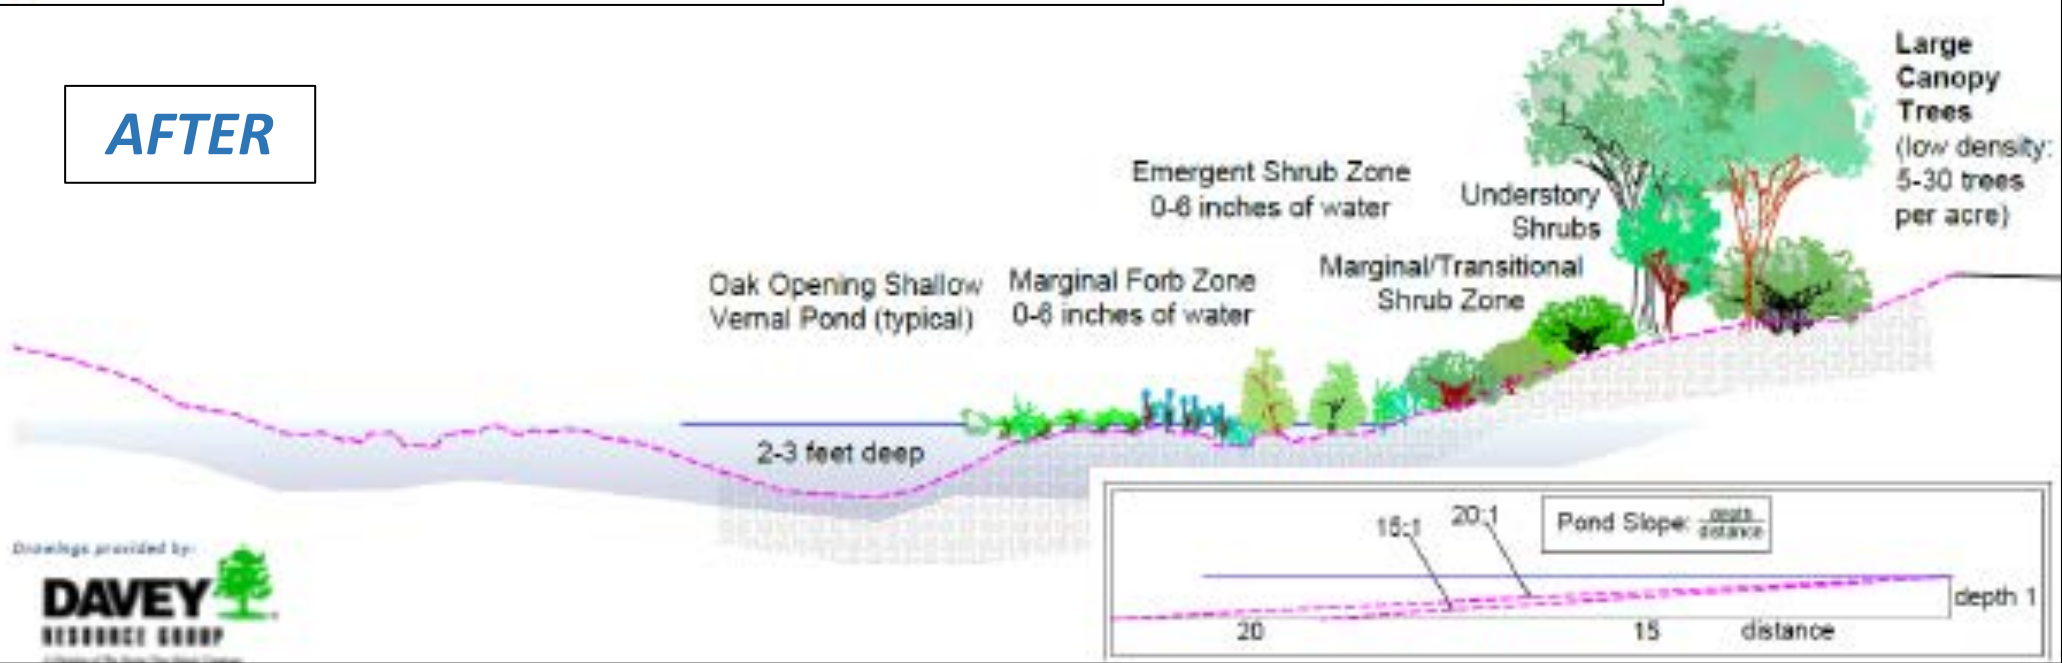 AFTER
Large
Canopy
Trees
(low density:
5-30 trees
per acre)
Emergent Shrub Zone
0-6 inches of water
Understory
Shrubs
Marginal/Transitional
Shrub Zone
Oak Opening Shallow
Vernal Pond (typical)
Marginal Forb Zone
0-6 inches of water
2-3 feet deep
15:1
20:1
Pond Slope: depth
distance
depth 1
20
15
distance
Drawings provided by:
DAVEY
RESOURCE GROUP